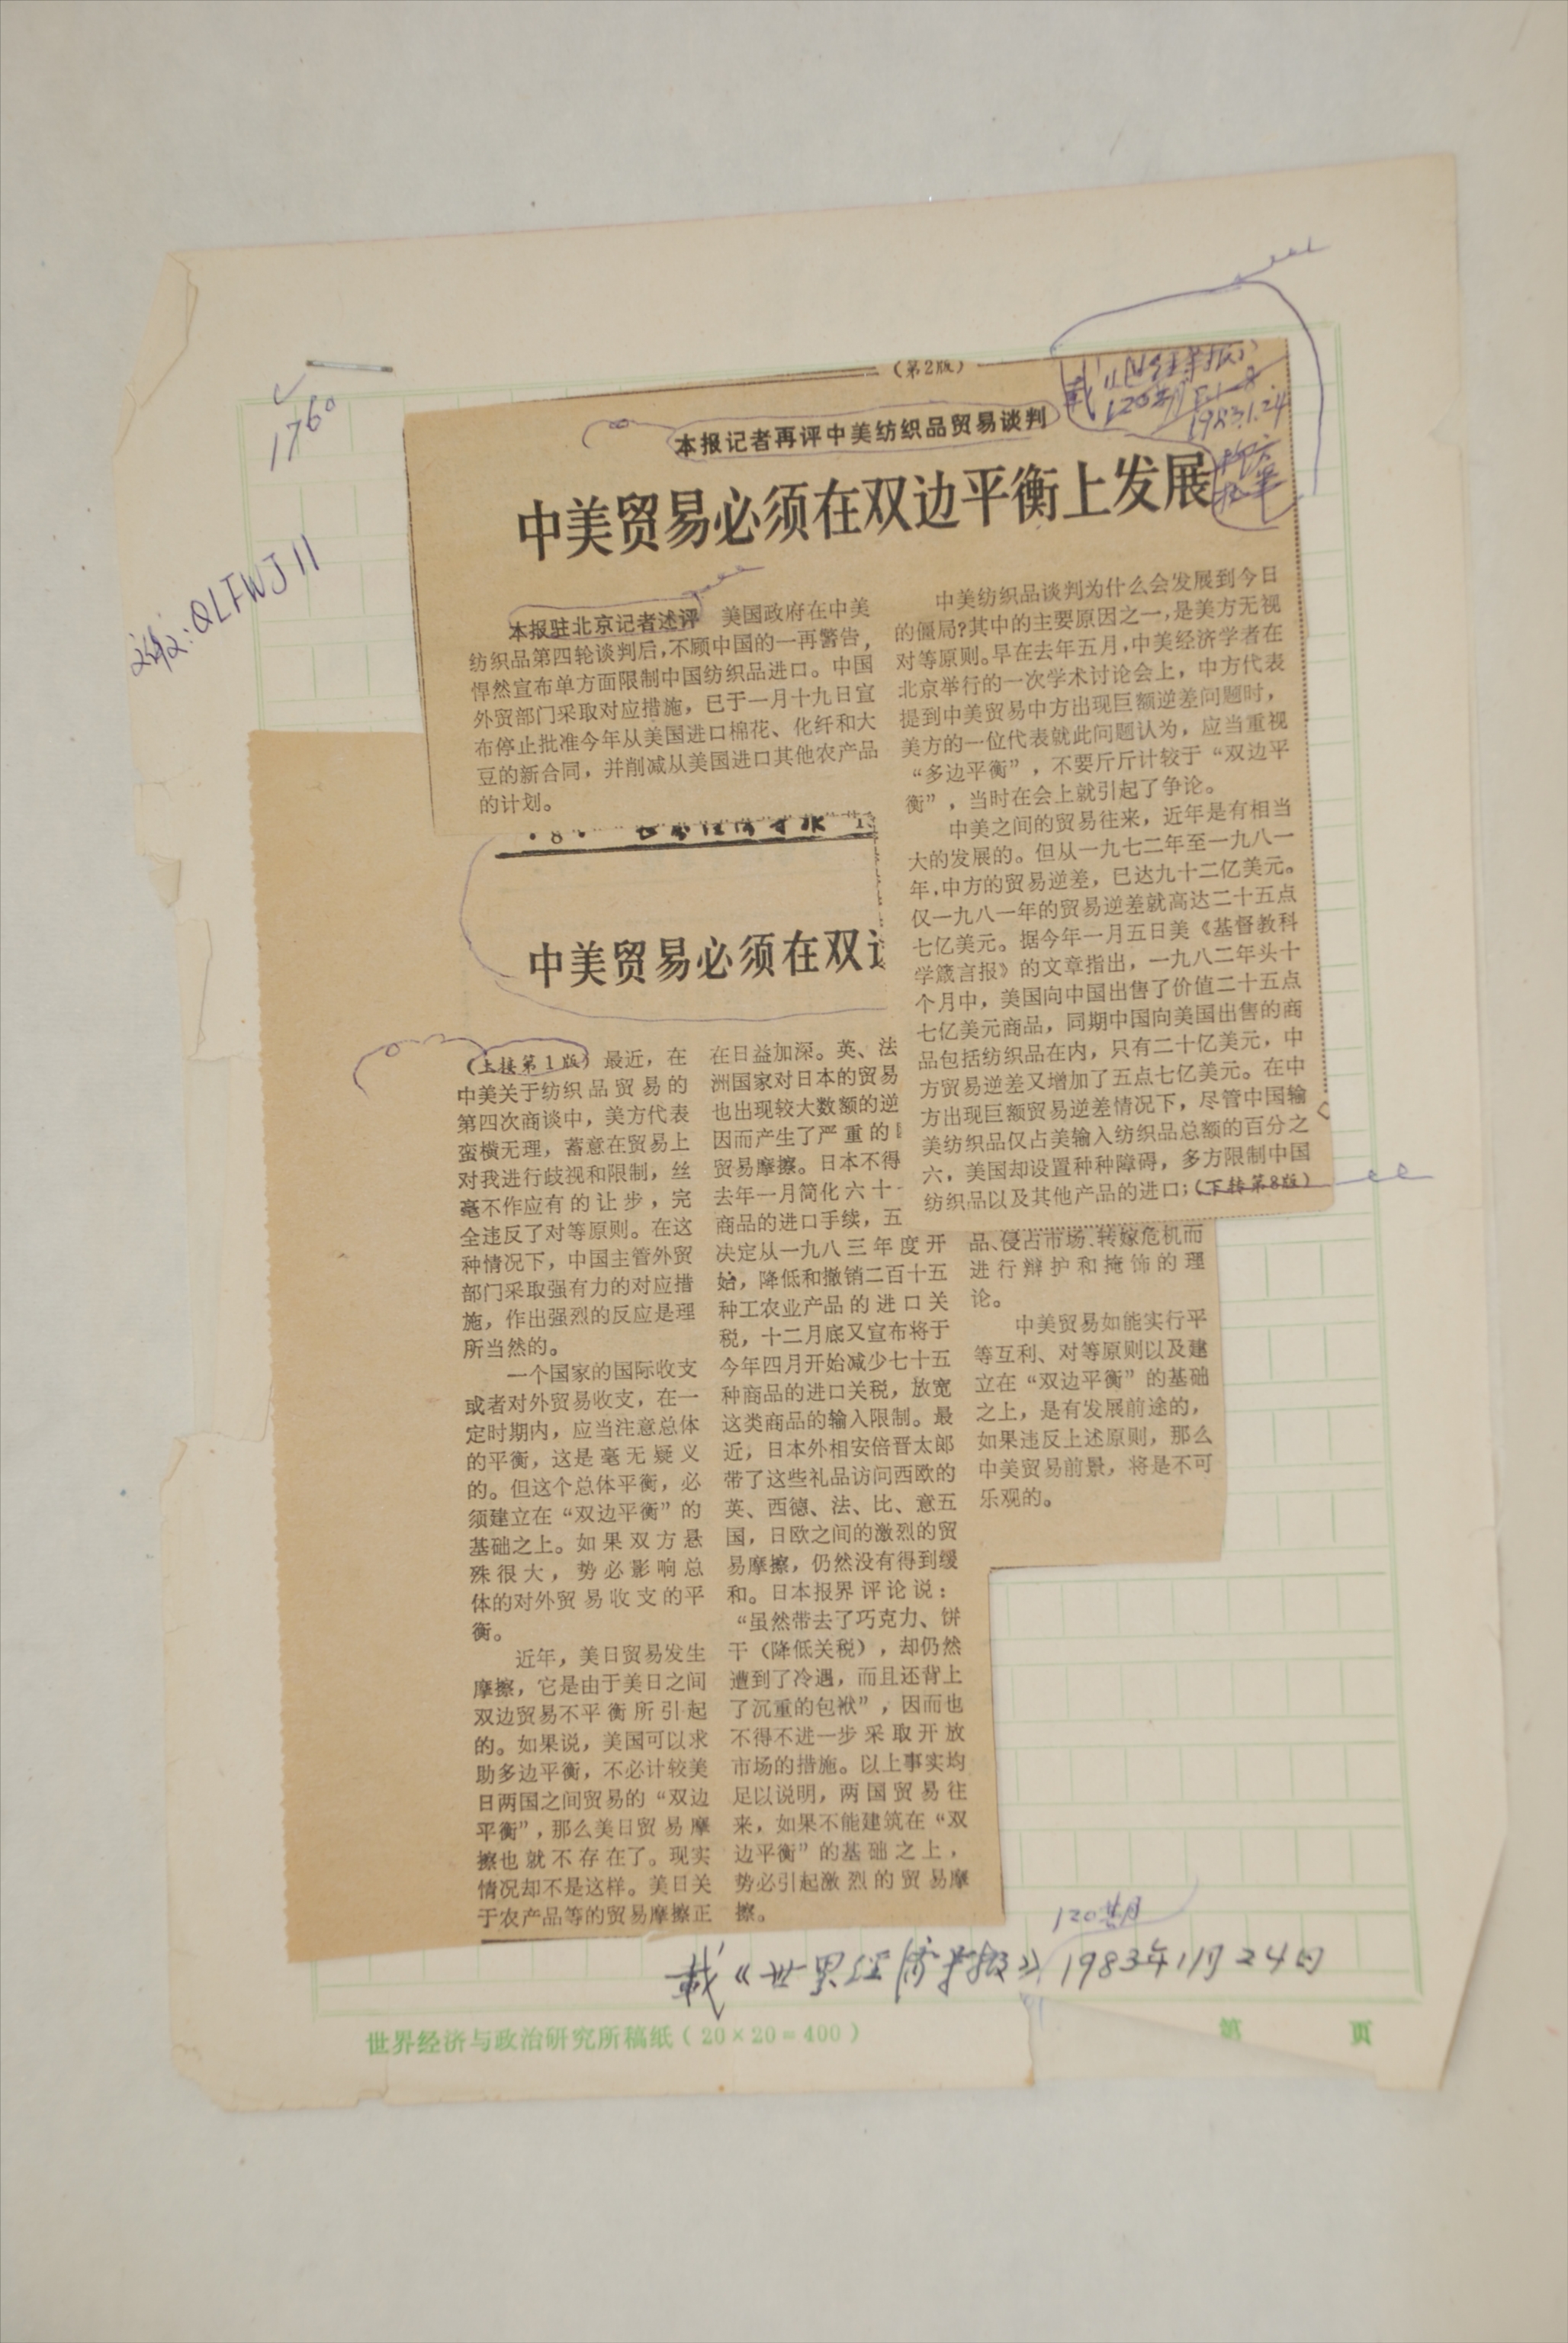 (第2版)
载《世经导报》
120期
1983.1.24
1760
QLFWJ11
本报记者再评中美纺织品贸易谈判
中美贸易必须在双边平衡上发展
本报驻北京记者述评　美国政府在中美
纺织品第四轮谈判后,不顾中国的一再警告,
悍然宣布单方面限制中国纺织品进口。中国
外贸部门采取对应措施，已于一月十九日宣
布停止批准今年从美国进口棉花、化纤和大
豆的新合同，并削减从美国进口其他农产品
的计划。
中美纺织品谈判为什么会发展到今日
的僵局?其中的主要原因之一,是美方无视
对等原则。早在去年五月,中美经济学者在
北京举行的一次学术讨论会上，中方代表
提到中美贸易中方出现巨额逆差问题时，
美方的一位代表就此问题认为，应当重视
“多边平衡”，不要斤斤计较于“双边平
衡”，当时在会上就引起了争论。
中美之间的贸易往来，近年是有相当
大的发展的。但从一九七二年至一九八一
年,中方的贸易逆差，已达九十二亿美元。
仅一九八一年的贸易逆差就高达二十五点
七亿美元。据今年一月五日美《基督教科
学箴言报》的文章指出，一九八二年头十
个月中，美国向中国出售了价值二十五点
七亿美元商品，同期中国向美国出售的商
品包括纺织品在内，只有二十亿美元，中
方贸易逆差又增加了五点七亿美元。在中
方出现巨额贸易逆差情况下，尽管中国输
美纺织品仅占美输入纺织品总额的百分之
六，美国却设置种种障碍，多方限制中国
纺织品以及其他产品的进口;(下转第8版)
·8·
中美贸易必须在双
(上接第1版) 最近，在
中美关于纺织品贸易的
第四次商谈中，美方代表
蛮横无理，蓄意在贸易上
对我进行歧视和限制，丝
毫不作应有的让步，完
全违反了对等原则。在这
种情况下，中国主管外贸
部门采取强有力的对应措
施，作出强烈的反应是理
所当然的。
一个国家的国际收支
或者对外贸易收支，在一
定时期内，应当注意总体
的平衡，这是毫无疑义
的。但这个总体平衡，必
须建立在“双边平衡”的
基础之上。如果双方悬
殊很大，势必影响总
体的对外贸易收支的平
衡。
近年，美日贸易发生
摩擦，它是由于美日之间
双边贸易不平衡所引起
的。如果说，美国可以求
助多边平衡，不必计较美
日两国之间贸易的“双边
平衡”,那么美日贸易摩
擦也就不存在了。现实
情况却不是这样。美日关
于农产品等的贸易摩擦正
在日益加深。英、法
洲国家对日本的贸易
也出现较大数额的逆
因而产生了严重的
贸易摩擦。日本不得
去年一月简化六十
商品的进口手续，五
决定从一九八三年度开
始，降低和撤销二百十五
种工农业产品的进口关
税，十二月底又宣布将于
今年四月开始减少七十五
种商品的进口关税，放宽
这类商品的输入限制。最
近，日本外相安倍晋太郎
带了这些礼品访问西欧的
英、西德、法、比、意五
国，日欧之间的激烈的贸
易摩擦，仍然没有得到缓
和。日本报界评论说：
“虽然带去了巧克力、饼
干（降低关税），却仍然
遭到了冷遇，而且还背上
了沉重的包袱”，因而也
不得不进一步采取开放
市场的措施。以上事实均
足以说明，两国贸易往
来，如果不能建筑在“双
边平衡”的基础之上，
势必引起激烈的贸易摩
擦。
品、侵占市场、转嫁危机而
进行辩护和掩饰的理
论。
中美贸易如能实行平
等互利、对等原则以及建
立在“双边平衡”的基础
之上，是有发展前途的，
如果违反上述原则，那么
中美贸易前景，将是不可
乐观的。
120期
载《世界经济导报》1983年1月24日
世界经济与政治研究所稿纸（20×20＝400）
第　页